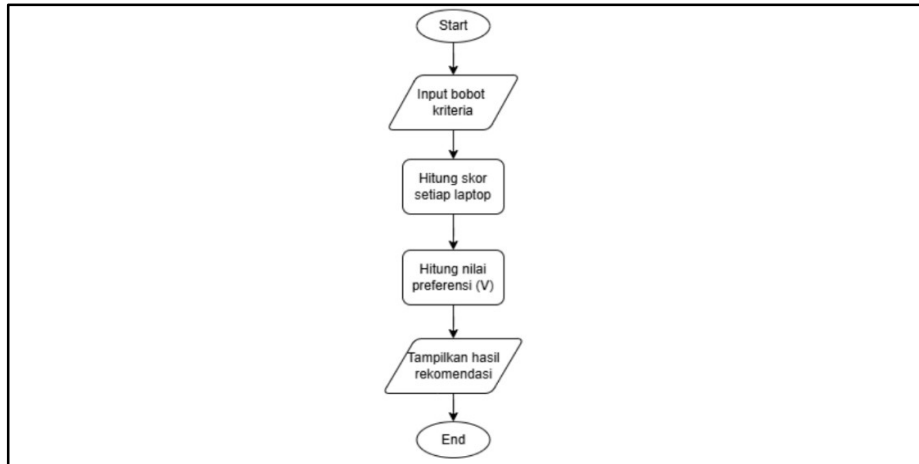 Start
Input bobot
kriteria
Hitung skor
setiap laptop
Hitung nilai
preferensi (V)
Tampilkan hasil
rekomendasi
End